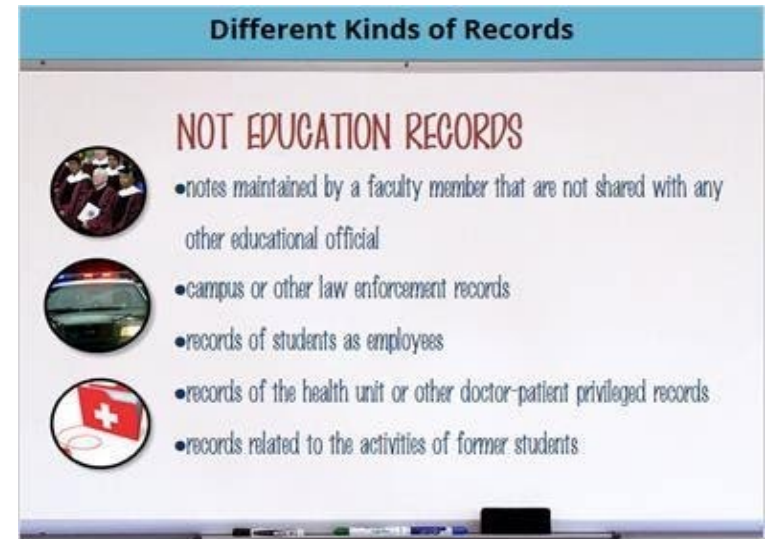 Different Kinds of Records
NOT EDUCATION RECORDS
•notes maintained by a faculty member that are not shared with any
other educational official
•campus or other law enforcement records
•records of students as employees
•records of the health unit or other doctor-patient privileged records
•records related to the activities of former students